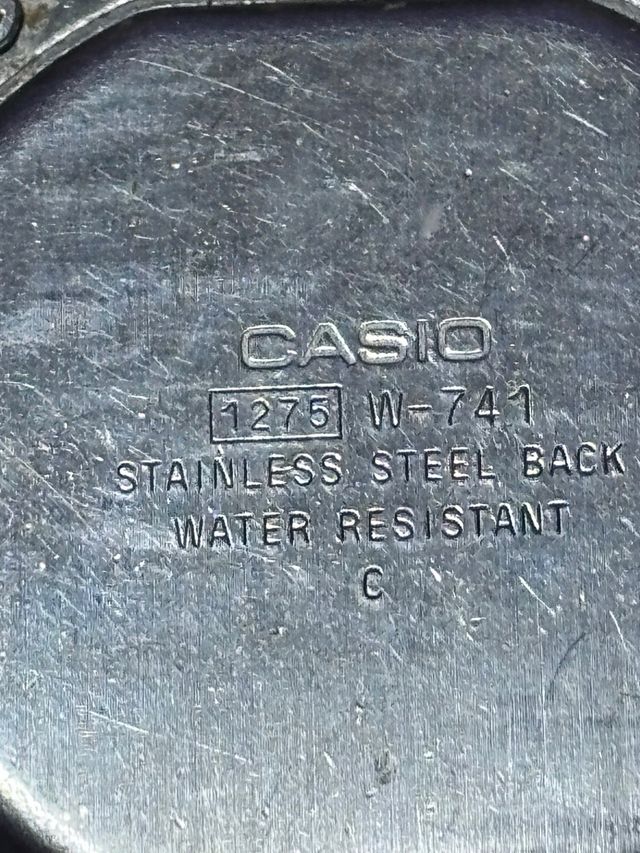 CASIO
1275 W-741
STAINLESS STEEL BACK
WATER RESISTANT
C